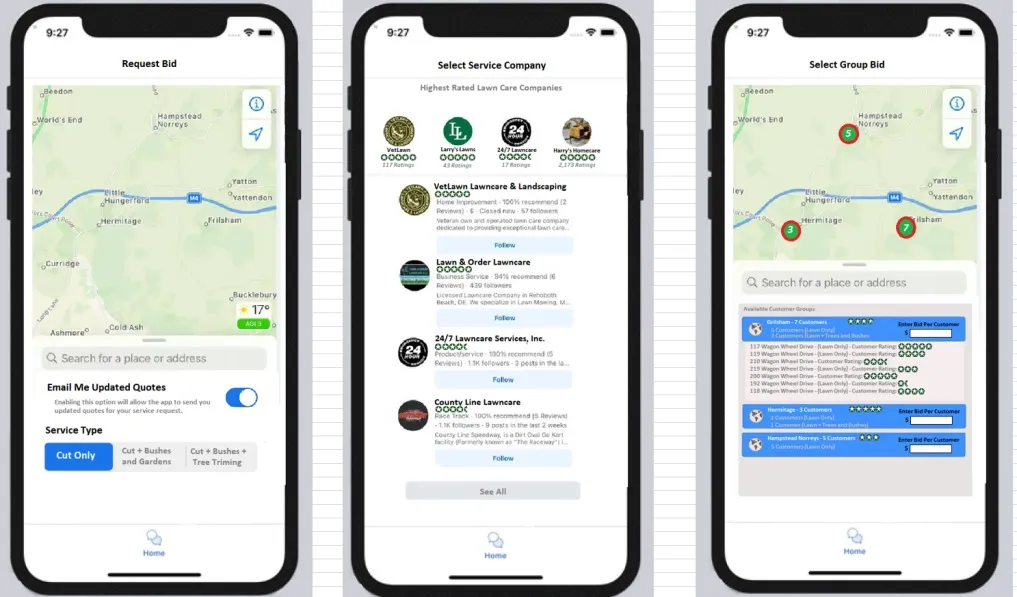 9:27
Request Bid
Beedon
World's End
Hampstead
Norreys
ley
Little
Hungerford
M4
Yatton
Yattendon
Hermitage
Frilsham
Curridge
Bucklebury
17°
AQI 3
Ashmore
Cold Ash
Search for a place or address
Email Me Updated Quotes
Enabling this option will allow the app to send you
updated quotes for your service request.
Service Type
Cut Only
Cut + Bushes
and Gardens
Cut + Bushes +
Tree Triming
Home
9:27
Select Service Company
Highest Rated Lawn Care Companies
VetLawn
117 Ratings
Larry's Lawns
43 Ratings
24 HOUR
24/7 Lawncare
17 Ratings
Harry's Homecare
2,173 Ratings
VetLawn Lawncare & Landscaping
Home Improvement · 100% recommend (2
Reviews) · $ · Closed now · 57 followers
Veteran own and operated lawn care company
dedicated to providing exceptional lawn care...
Follow
Lawn & Order Lawncare
Business Service · 94% recommend (6
Reviews) · 439 followers
Licensed Lawncare Company in Rehoboth
Beach, DE. We specialize in Lawn Mowing, M...
Follow
24 HOUR
24/7 Lawncare Services, Inc.
Product/service · 100% recommend (5
Reviews) · 1.1K followers · 3 posts in the la...
Follow
County Line Lawncare
Race Track · 100% recommend (5 Reviews)
· 1.1K followers · 9 posts in the last 2 weeks
County Line Speedway, is a Dirt Oval Go Kart
facility (Formerly known as "The Raceway") l...
Follow
See All
Home
9:27
Select Group Bid
Beedon
World's End
Hampstead
Norreys
5
ley
Little
Hungerford
M4
Yatton
Yattendon
Hermitage
3
7
Frilsham
Search for a place or address
Available Customer Groups
Grilsham - 7 Customers
Enter Bid Per Customer
$
5 Customers (Lawn Only)
2 Customers (Lawn + Trees and Bushes)
117 Wagon Wheel Drive - (Lawn Only) - Customer Rating:
119 Wagon Wheel Drive - (Lawn Only) - Customer Rating:
210 Wagon Wheel Drive - (Lawn Only) - Customer Rating:
215 Wagon Wheel Drive - (Lawn Only) - Customer Rating:
200 Wagon Wheel Drive - (Lawn Only) - Customer Rating:
192 Wagon Wheel Drive - (Lawn Only) - Customer Rating:
118 Wagon Wheel Drive - (Lawn Only) - Customer Rating:
Hermitage - 3 Customers
Enter Bid Per Customer
$
2 Customers (Lawn Only)
1 Customer (Lawn + Trees and Bushes)
Hampstead Norreys - 5 Customers
Enter Bid Per Customer
$
5 Customers (Lawn Only)
Home